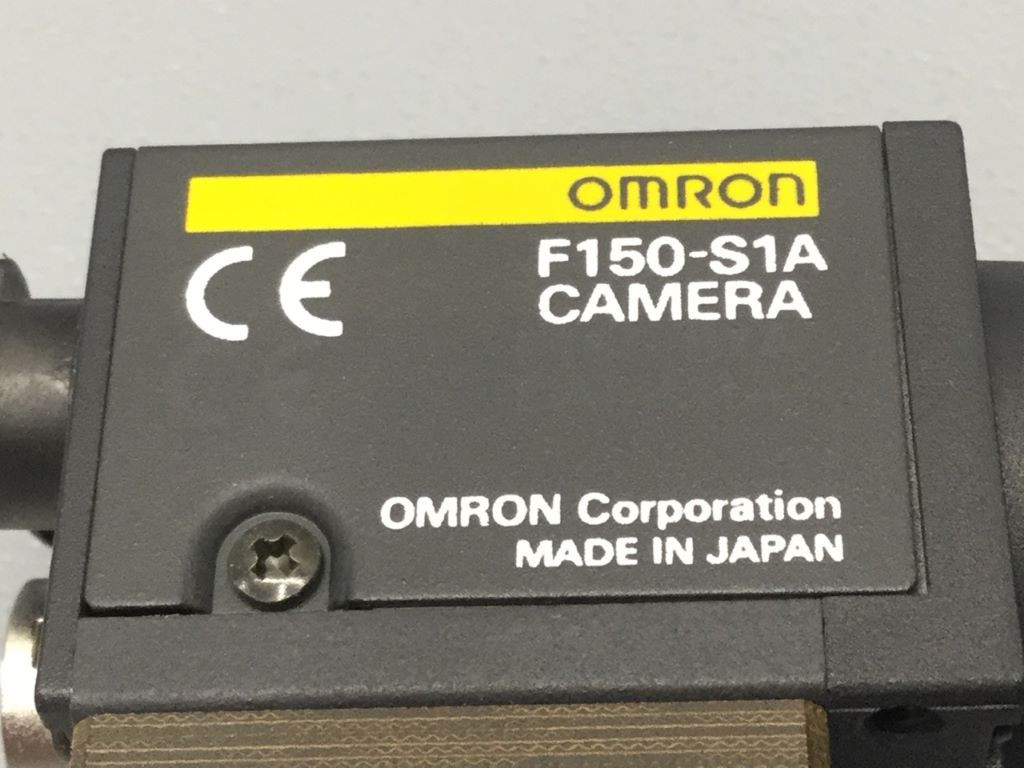 OMRON
CE F150-S1A
CAMERA
OMRON Corporation
MADE IN JAPAN